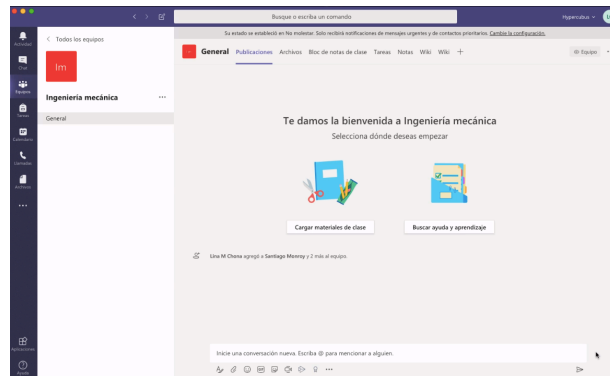 Busque o escriba un comando
Hypercubus
Su estado se estableció en No molestar. Solo recibirá notificaciones de mensajes urgentes y de contactos prioritarios. Cambie la configuración.
Actividad
Chat
Equipos
Tareas
Calendario
Llamadas
Archivos
Aplicaciones
Ayuda
Todos los equipos
Im
Ingeniería mecánica
General
General Publicaciones Archivos Bloc de notas de clase Tareas Notas Wiki Wiki
Equipo
Te damos la bienvenida a Ingeniería mecánica
Selecciona dónde deseas empezar
Cargar materiales de clase
Buscar ayuda y aprendizaje
Lina M Chona agregó a Santiago Monroy y 2 más al equipo.
Inicie una conversación nueva. Escriba @ para mencionar a alguien.